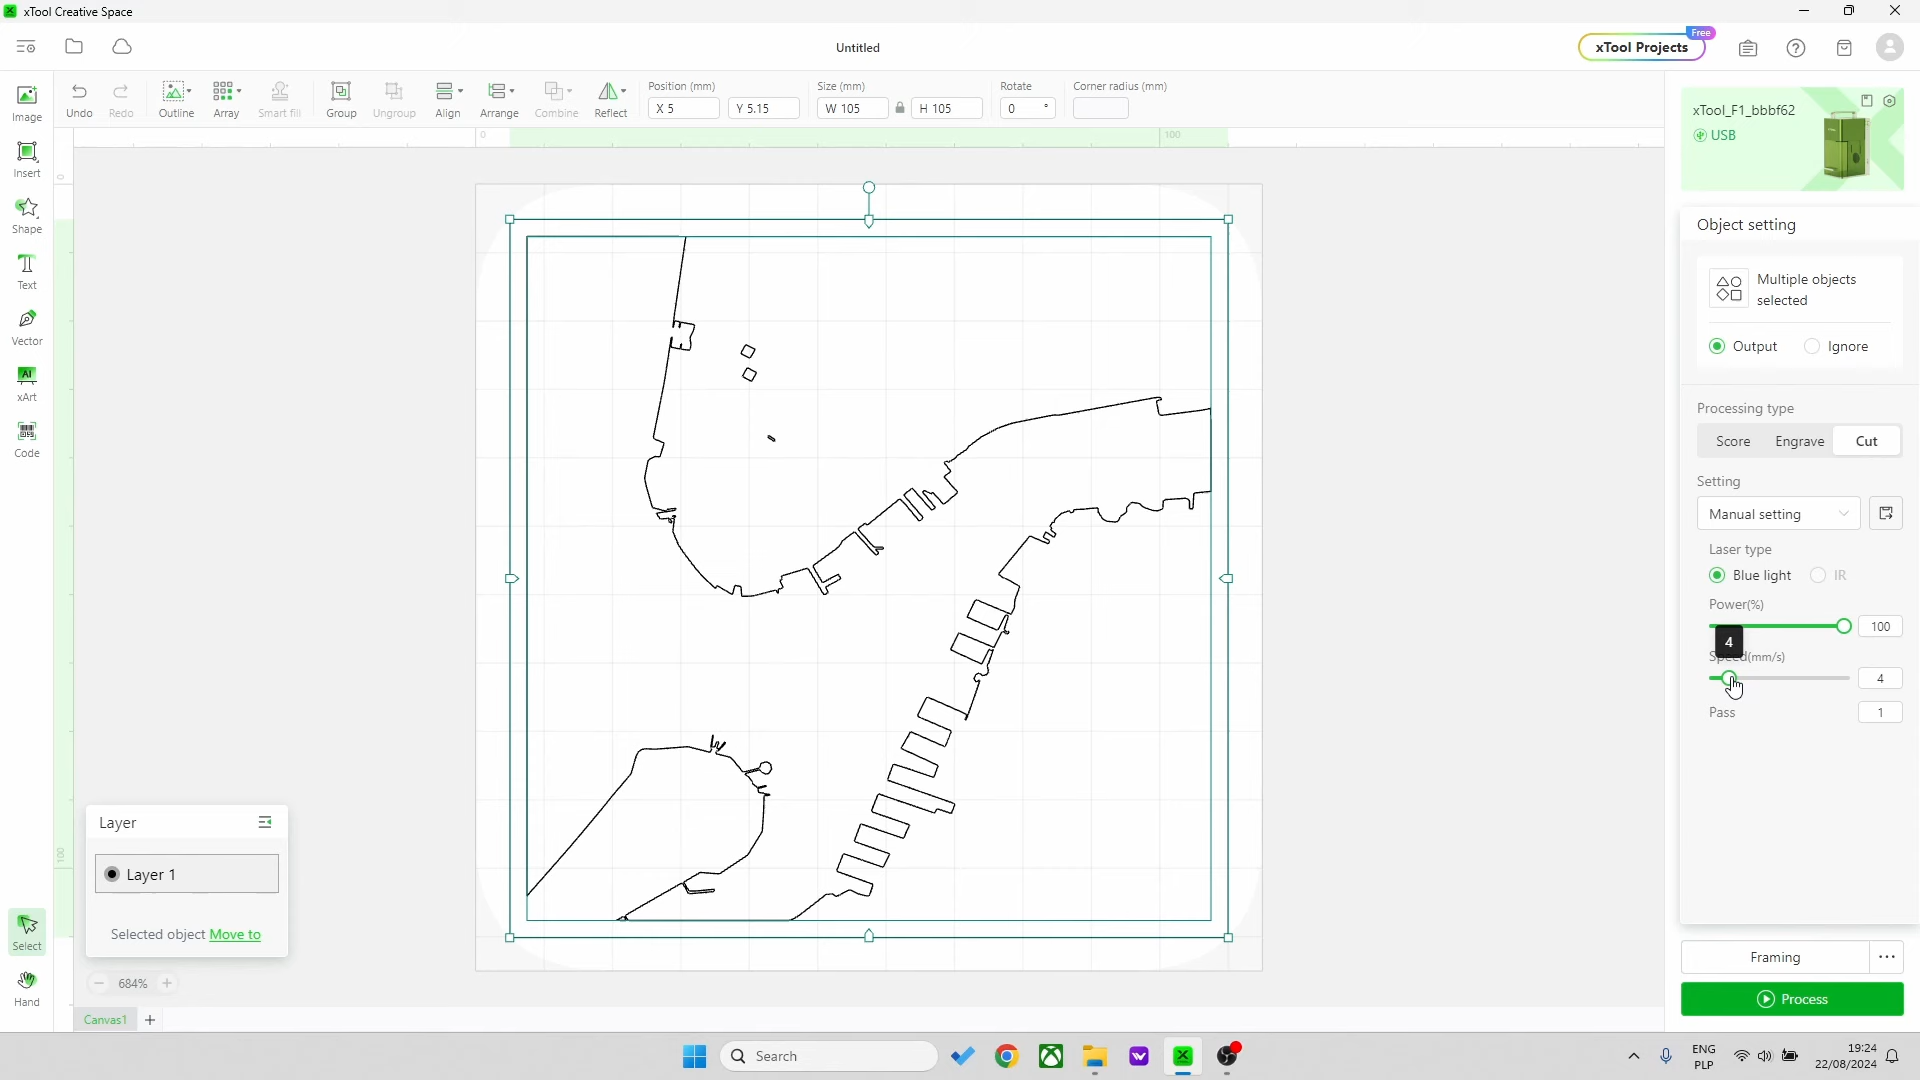 xTool Creative Space
Untitled
xTool Projects
Free
Undo
Redo
Outline
Array
Smart fill
Group
Ungroup
Align
Arrange
Combine
Reflect
Position (mm)
X 5
Y 5.15
Size (mm)
W 105
H 105
Rotate
0 °
Corner radius (mm)
Image
Insert
Shape
Text
Vector
AI
xArt
Code
Select
Hand
0
100
0
100
xTool_F1_bbbf62
USB
Object setting
Multiple objects
selected
Output
Ignore
Processing type
Score
Engrave
Cut
Setting
Manual setting
Laser type
Blue light
IR
Power(%)
100
4
Speed(mm/s)
4
Pass
1
Layer
Layer 1
Selected object Move to
684%
Canvas1
Framing
Process
Search
ENG
PLP
19:24
22/08/2024